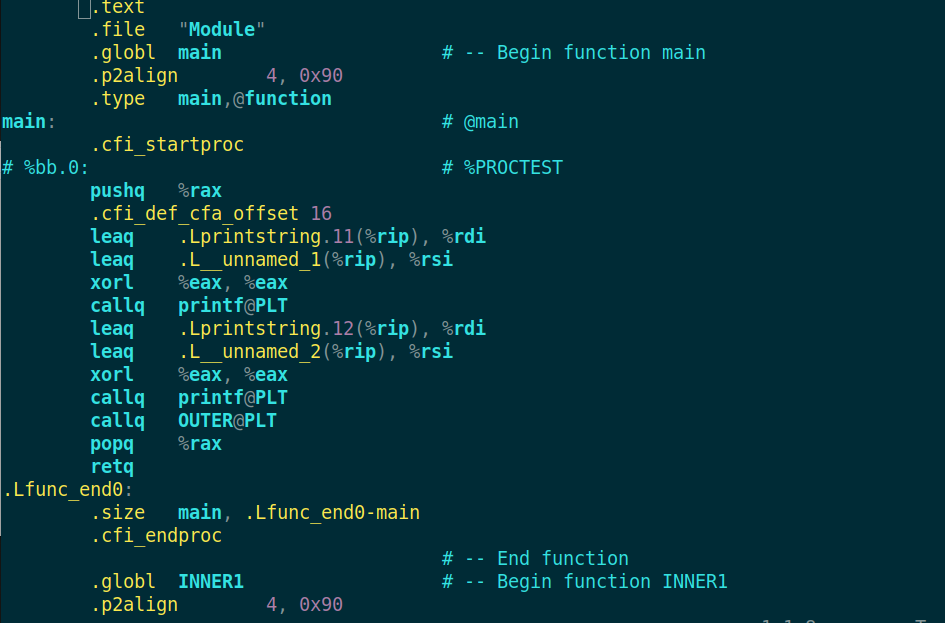 .text
.file "Module"
.globl main # -- Begin function main
.p2align 4, 0x90
.type main,@function
main: # @main
.cfi_startproc
# %bb.0: # %PROCTEST
pushq %rax
.cfi_def_cfa_offset 16
leaq .Lprintstring.11(%rip), %rdi
leaq .L__unnamed_1(%rip), %rsi
xorl %eax, %eax
callq printf@PLT
leaq .Lprintstring.12(%rip), %rdi
leaq .L__unnamed_2(%rip), %rsi
xorl %eax, %eax
callq printf@PLT
callq OUTER@PLT
popq %rax
retq
.Lfunc_end0:
.size main, .Lfunc_end0-main
.cfi_endproc
# -- End function
.globl INNER1 # -- Begin function INNER1
.p2align 4, 0x90